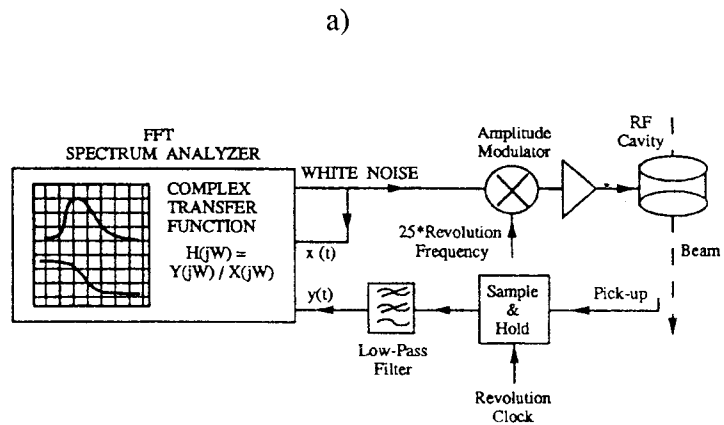 a)
FFT
SPECTRUM ANALYZER
COMPLEX
TRANSFER
FUNCTION
H(jW) =
Y(jW) / X(jW)
WHITE NOISE
x (t)
y(t)
Amplitude
Modulator
25*Revolution
Frequency
RF
Cavity
Beam
Pick-up
Sample
&
Hold
Low-Pass
Filter
Revolution
Clock